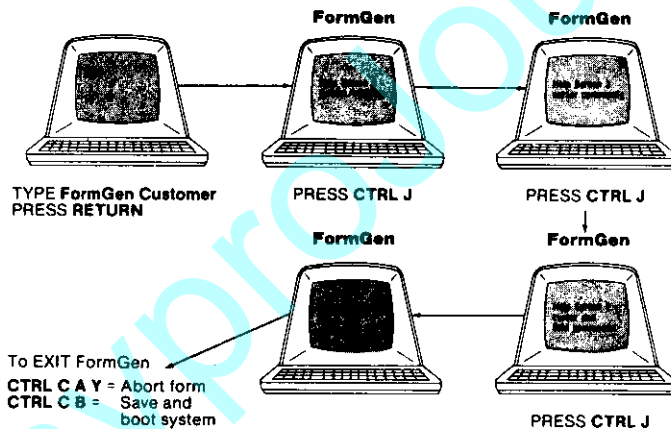 FormGen
FormGen
TYPE FormGen Customer
PRESS RETURN
PRESS CTRL J
PRESS CTRL J
FormGen
FormGen
To EXIT FormGen
CTRL C A Y = Abort form
CTRL C B = Save and
boot system
PRESS CTRL J